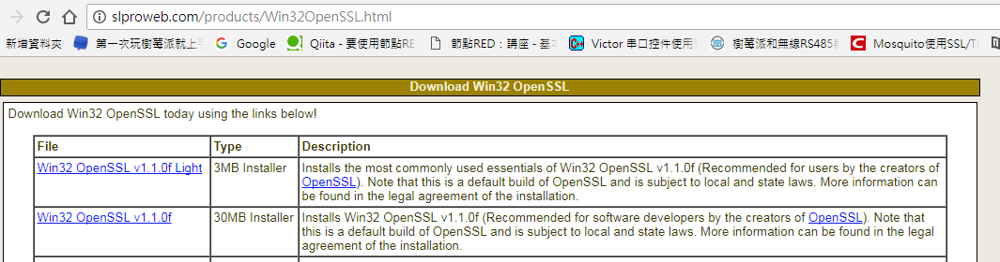 slproweb.com/products/Win32OpenSSL.html
新增資料夾 第一次玩樹莓派就上手 Google Qiita - 要使用節點RE 節點RED：講座 - 基本 Victor 串口控件使用 樹莓派和無線RS485 Mosquito使用SSL/TL
Download Win32 OpenSSL
Download Win32 OpenSSL today using the links below!
File Type Description
Win32 OpenSSL v1.1.0f Light 3MB Installer Installs the most commonly used essentials of Win32 OpenSSL v1.1.0f (Recommended for users by the creators of
OpenSSL). Note that this is a default build of OpenSSL and is subject to local and state laws. More information can
be found in the legal agreement of the installation.
Win32 OpenSSL v1.1.0f 30MB Installer Installs Win32 OpenSSL v1.1.0f (Recommended for software developers by the creators of OpenSSL). Note that
this is a default build of OpenSSL and is subject to local and state laws. More information can be found in the legal
agreement of the installation.